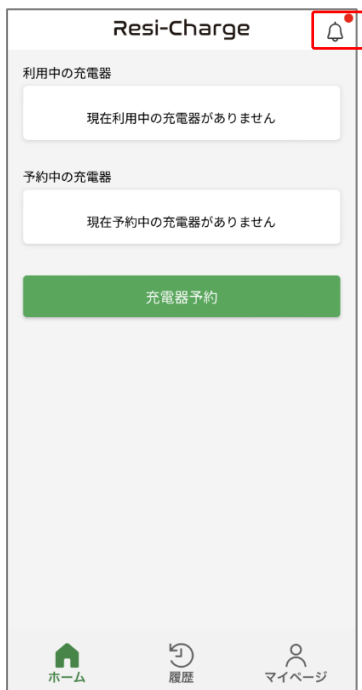 Resi-Charge
利用中の充電器
現在利用中の充電器がありません
予約中の充電器
現在予約中の充電器がありません
充電器予約
ホーム
履歴
マイページ